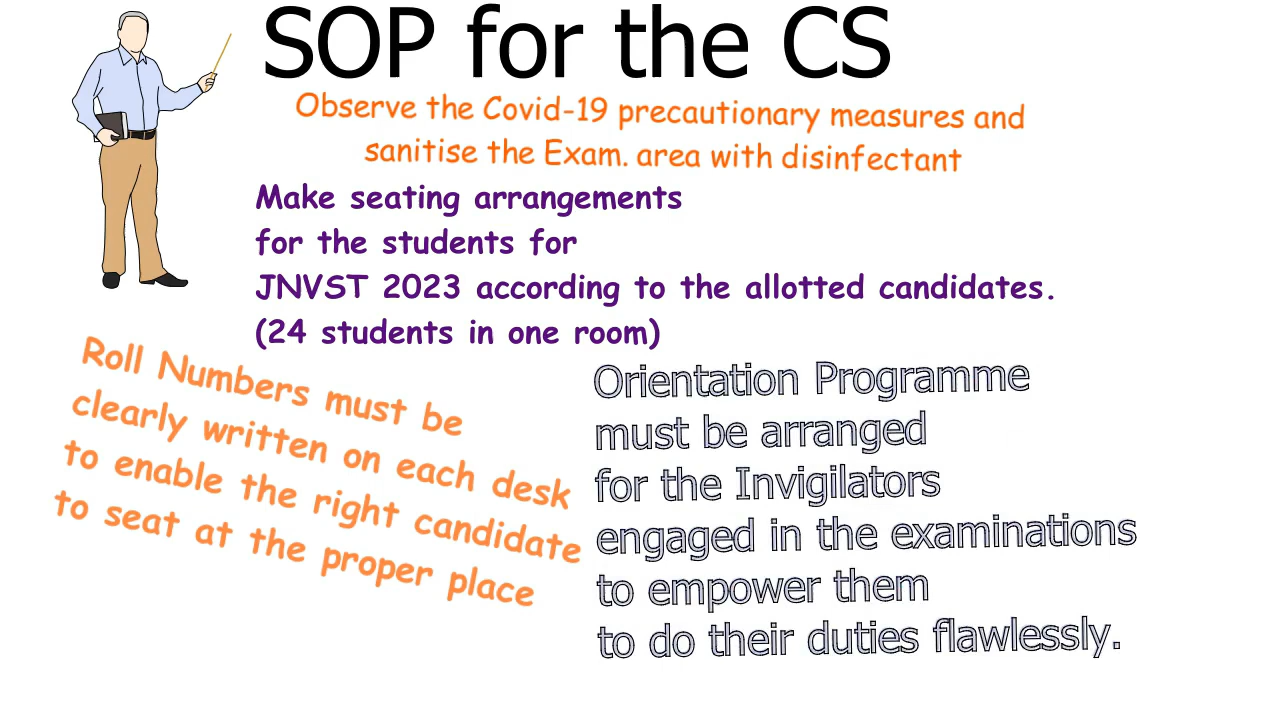 SOP for the CS
Observe the Covid-19 precautionary measures and
sanitise the Exam. area with disinfectant
Make seating arrangements
for the students for
JNVST 2023 according to the allotted candidates.
(24 students in one room)
Roll Numbers must be
clearly written on each desk
to enable the right candidate
to seat at the proper place
Orientation Programme
must be arranged
for the Invigilators
engaged in the examinations
to empower them
to do their duties flawlessly.